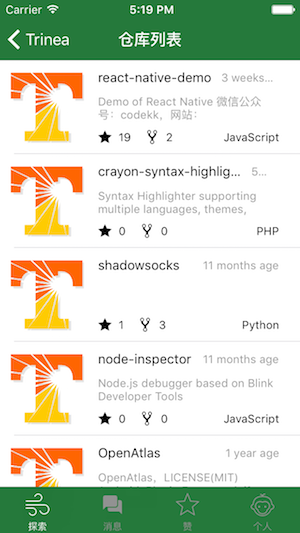 Carrier 5:19 PM
Trinea 仓库列表
react-native-demo 3 weeks...
Demo of React Native 微信公众
号：codekk，网站：
19 2 JavaScript
crayon-syntax-highlig... 5...
Syntax Highlighter supporting
multiple languages, themes,
0 0 PHP
shadowsocks 11 months ago
1 3 Python
node-inspector 11 months ago
Node.js debugger based on Blink
Developer Tools
0 0 JavaScript
OpenAtlas 1 year ago
OpenAtlas，LICENSE(MIT)
探索 消息 赞 个人